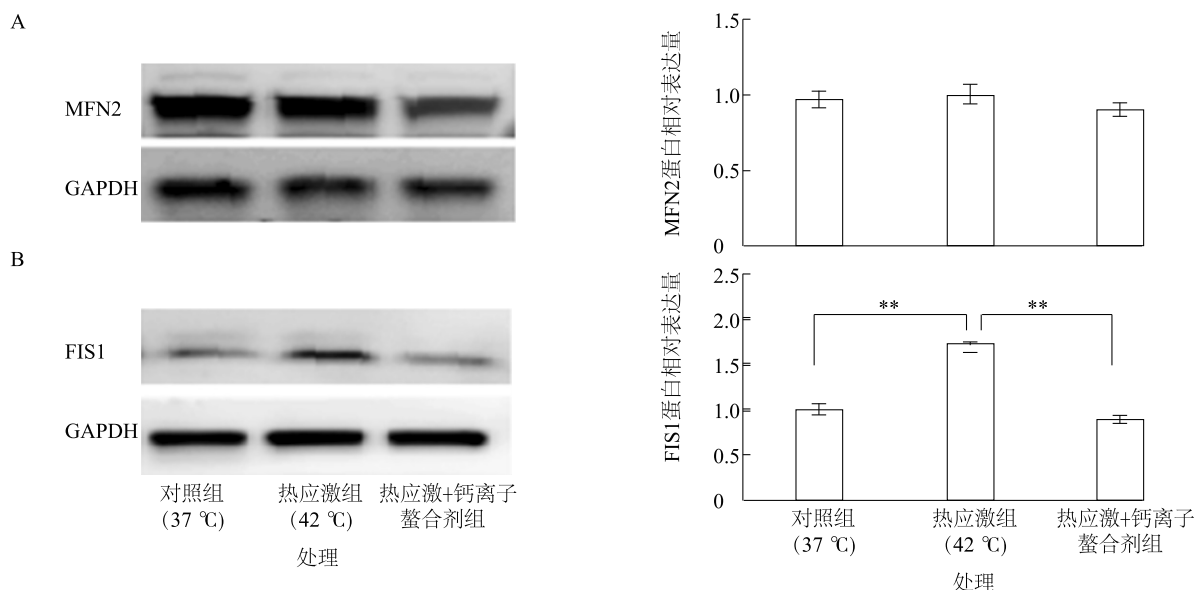 A
MFN2
GAPDH
MFN2蛋白相对表达量
1.5
1.0
0.5
0
B
FIS1
GAPDH
对照组
(37 ℃)
热应激组
(42 ℃)
热应激+钙离子
螯合剂组
处理
FIS1蛋白相对表达量
2.5
2.0
1.5
1.0
0.5
0
**
**
对照组
(37 ℃)
热应激组
(42 ℃)
热应激+钙离子
螯合剂组
处理